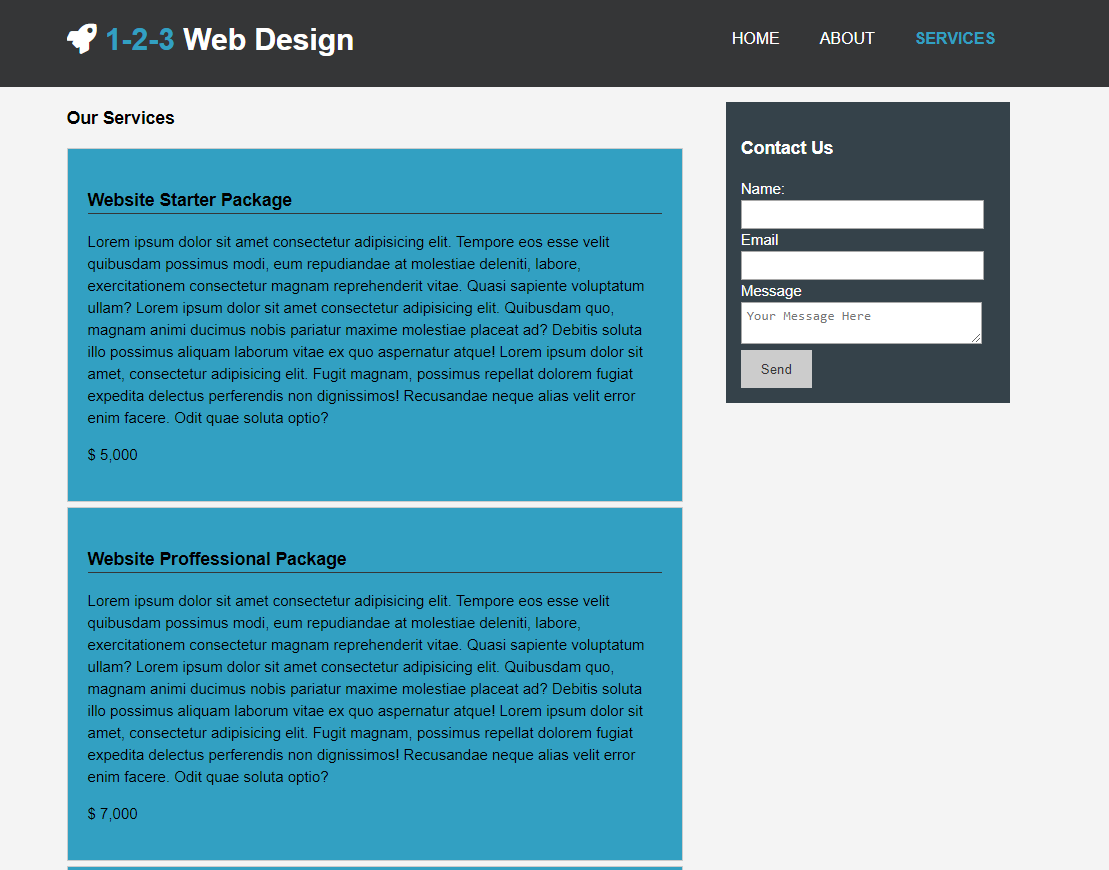 1-2-3 Web Design
HOME ABOUT SERVICES
Our Services
Website Starter Package
Lorem ipsum dolor sit amet consectetur adipisicing elit. Tempore eos esse velit
quibusdam possimus modi, eum repudiandae at molestiae deleniti, labore,
exercitationem consectetur magnam reprehenderit vitae. Quasi sapiente voluptatum
ullam? Lorem ipsum dolor sit amet consectetur adipisicing elit. Quibusdam quo,
magnam animi ducimus nobis pariatur maxime molestiae placeat ad? Debitis soluta
illo possimus aliquam laborum vitae ex quo aspernatur atque! Lorem ipsum dolor sit
amet, consectetur adipisicing elit. Fugit magnam, possimus repellat dolorem fugiat
expedita delectus perferendis non dignissimos! Recusandae neque alias velit error
enim facere. Odit quae soluta optio?
$ 5,000
Website Proffessional Package
Lorem ipsum dolor sit amet consectetur adipisicing elit. Tempore eos esse velit
quibusdam possimus modi, eum repudiandae at molestiae deleniti, labore,
exercitationem consectetur magnam reprehenderit vitae. Quasi sapiente voluptatum
ullam? Lorem ipsum dolor sit amet consectetur adipisicing elit. Quibusdam quo,
magnam animi ducimus nobis pariatur maxime molestiae placeat ad? Debitis soluta
illo possimus aliquam laborum vitae ex quo aspernatur atque! Lorem ipsum dolor sit
amet, consectetur adipisicing elit. Fugit magnam, possimus repellat dolorem fugiat
expedita delectus perferendis non dignissimos! Recusandae neque alias velit error
enim facere. Odit quae soluta optio?
$ 7,000
Contact Us
Name:
Email
Message
Your Message Here
Send